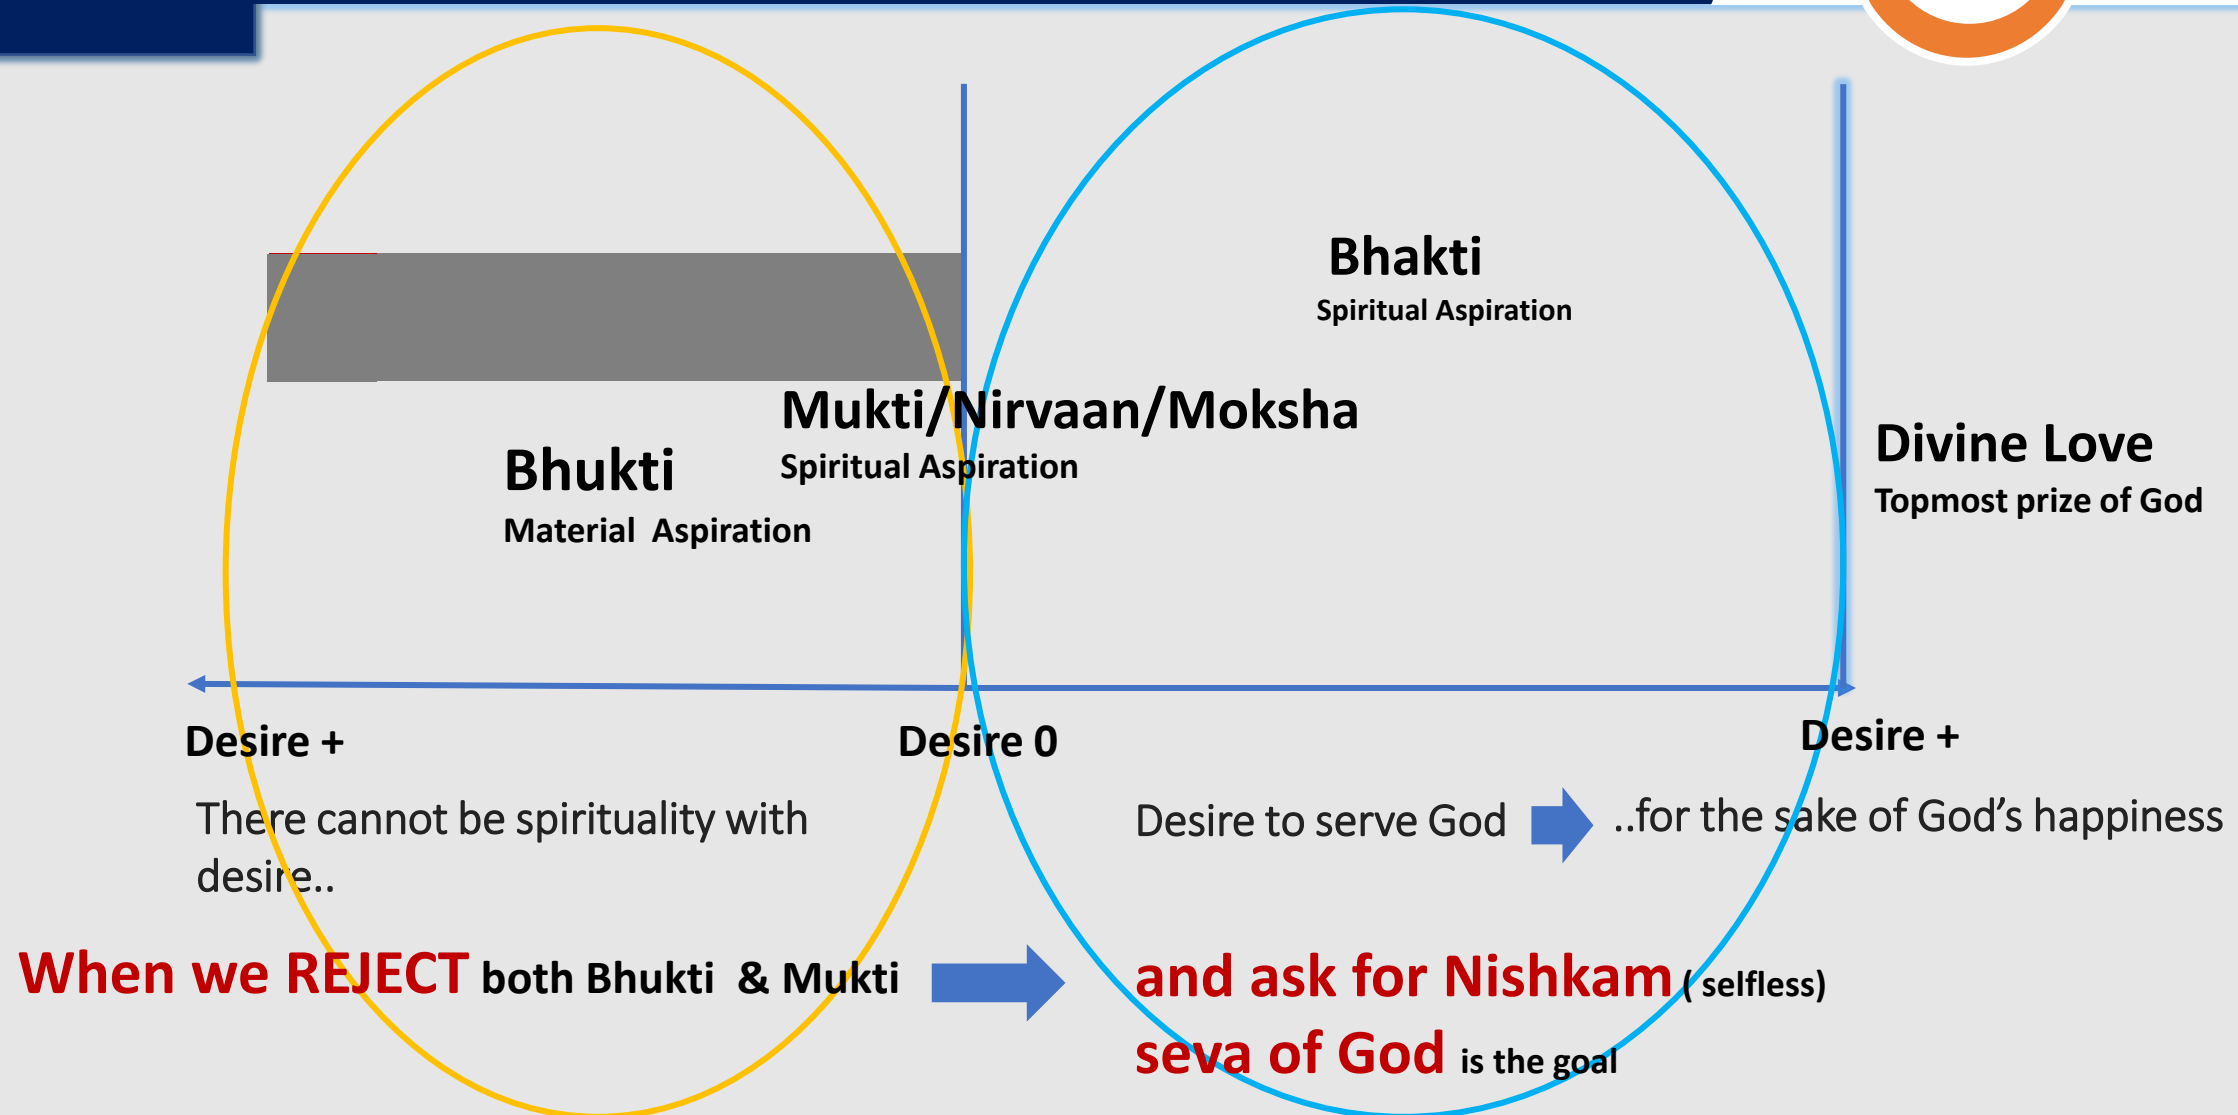 Bhakti
Spiritual Aspiration
Mukti/Nirvaan/Moksha
Spiritual Aspiration
Bhukti
Material  Aspiration
Divine Love
Topmost prize of God
Desire +
Desire 0
Desire +
There cannot be spirituality with
desire..
Desire to serve God
..for the sake of God’s happiness
When we REJECT both Bhukti  & Mukti
and ask for Nishkam ( selfless)
seva of God is the goal